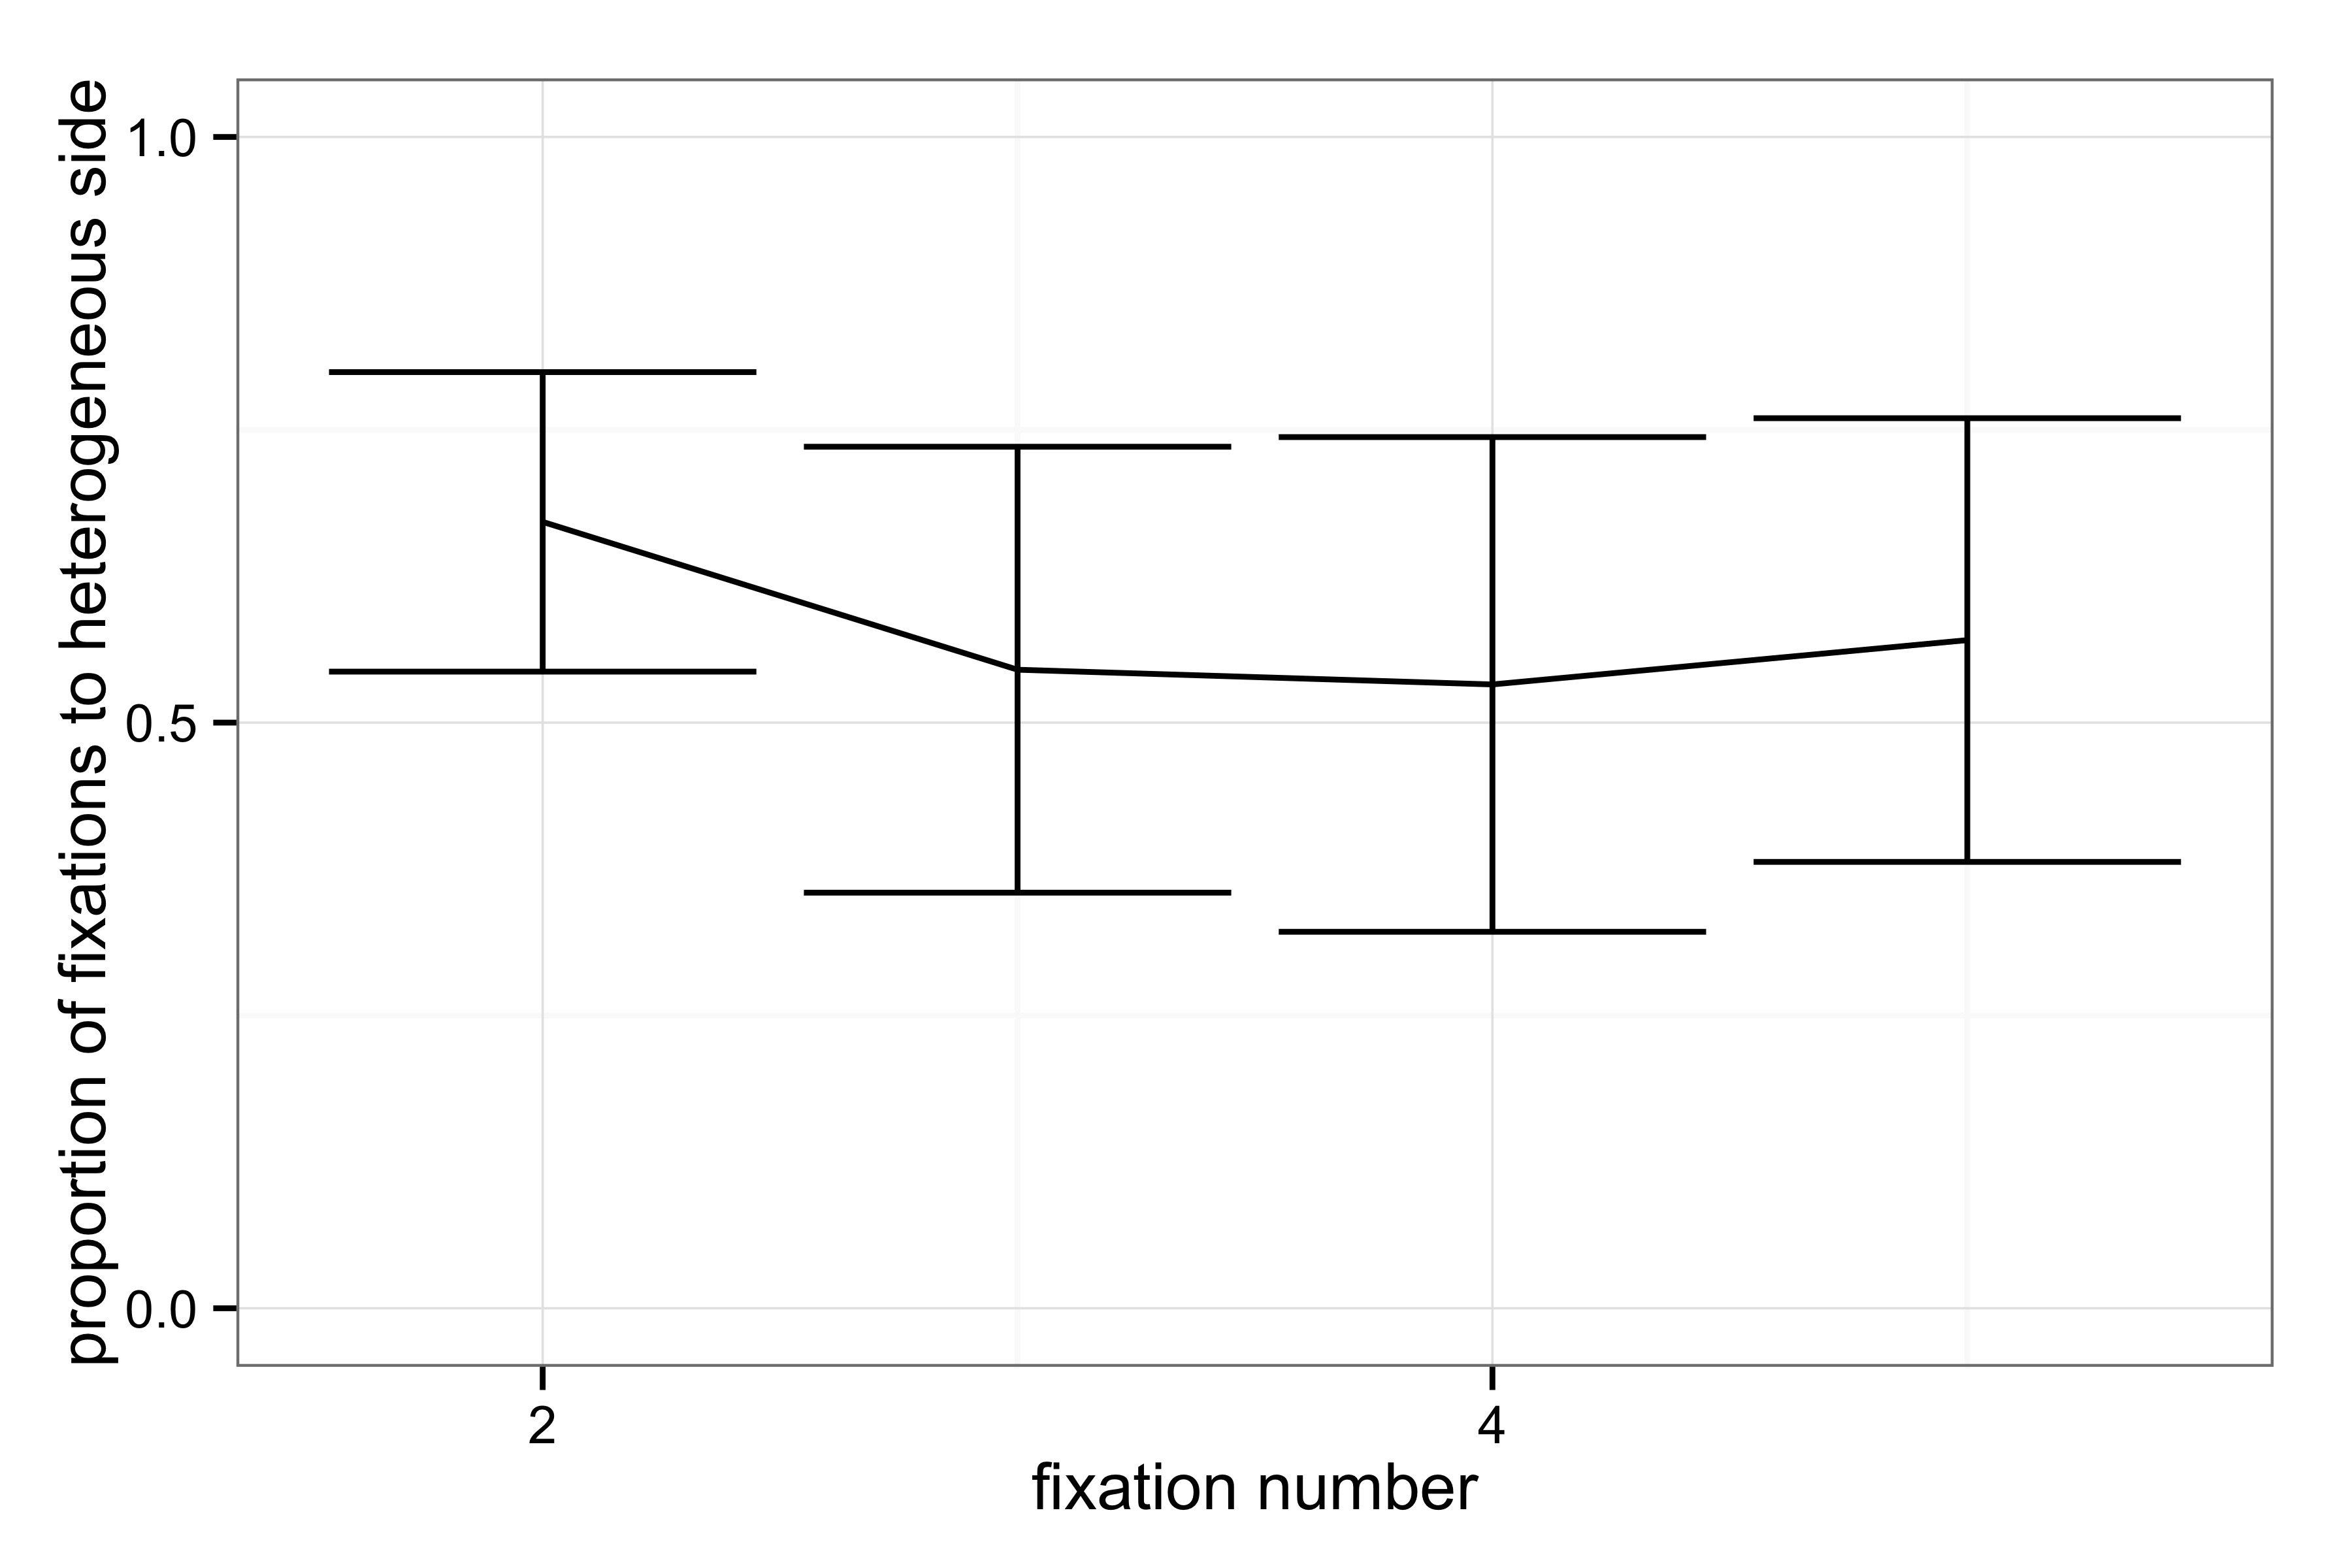 proportion of fixations to heterogeneous side
1.0
0.5
0.0
2
4
fixation number